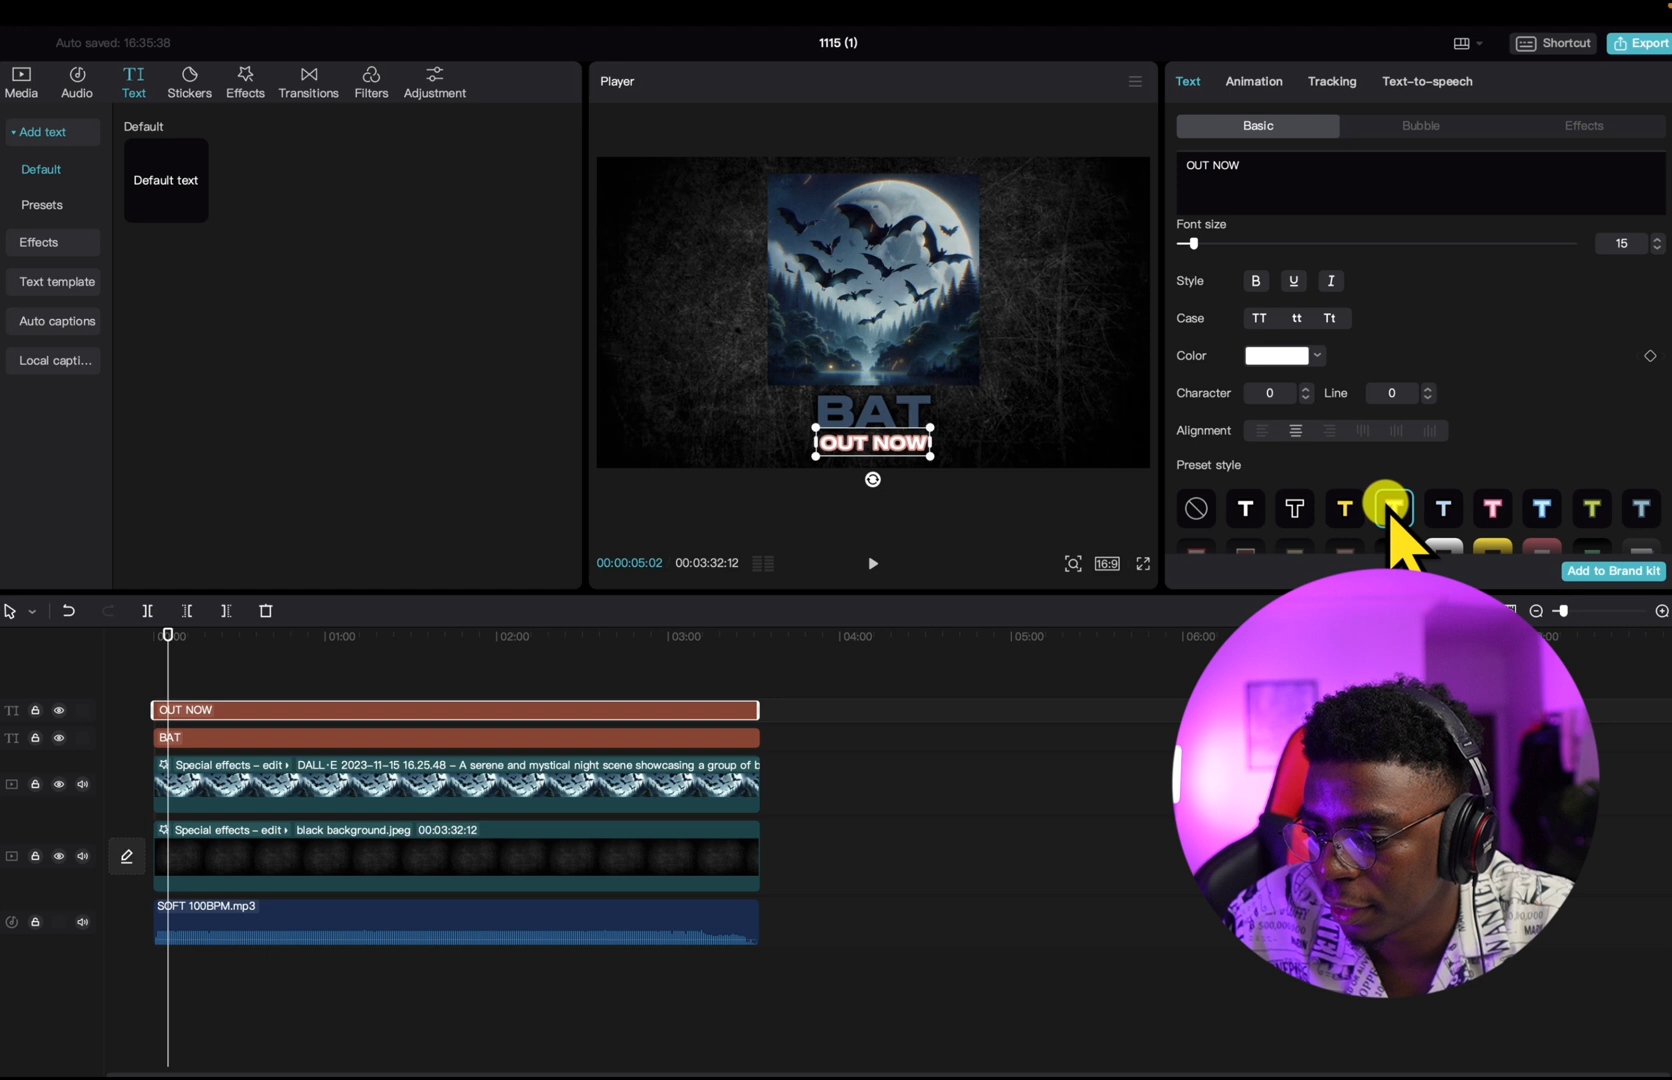 Auto saved: 16:35:38
1115 (1)
Shortcut
Export
Media
Audio
TI
Text
Stickers
Effects
Transitions
Filters
Adjustment
Add text
Default
Presets
Effects
Text template
Auto captions
Local capti...
Default
Default text
Player
BAT
OUT NOW
00:00:05:02
00:03:32:12
16:9
Text
Animation
Tracking
Text-to-speech
Basic
Bubble
Effects
OUT NOW
Font size
15
Style
B U I
Case
TT tt Tt
Color
Character
0
Line
0
Alignment
Preset style
T T T T T T T T
Add to Brand kit
01:00
02:00
03:00
04:00
05:00
06:00
TI
OUT NOW
TI
BAT
Special effects – edit DALL·E 2023-11-15 16.25.48 – A serene and mystical night scene showcasing a group of b
Special effects – edit black background.jpeg 00:03:32:12
SOFT 100BPM.mp3